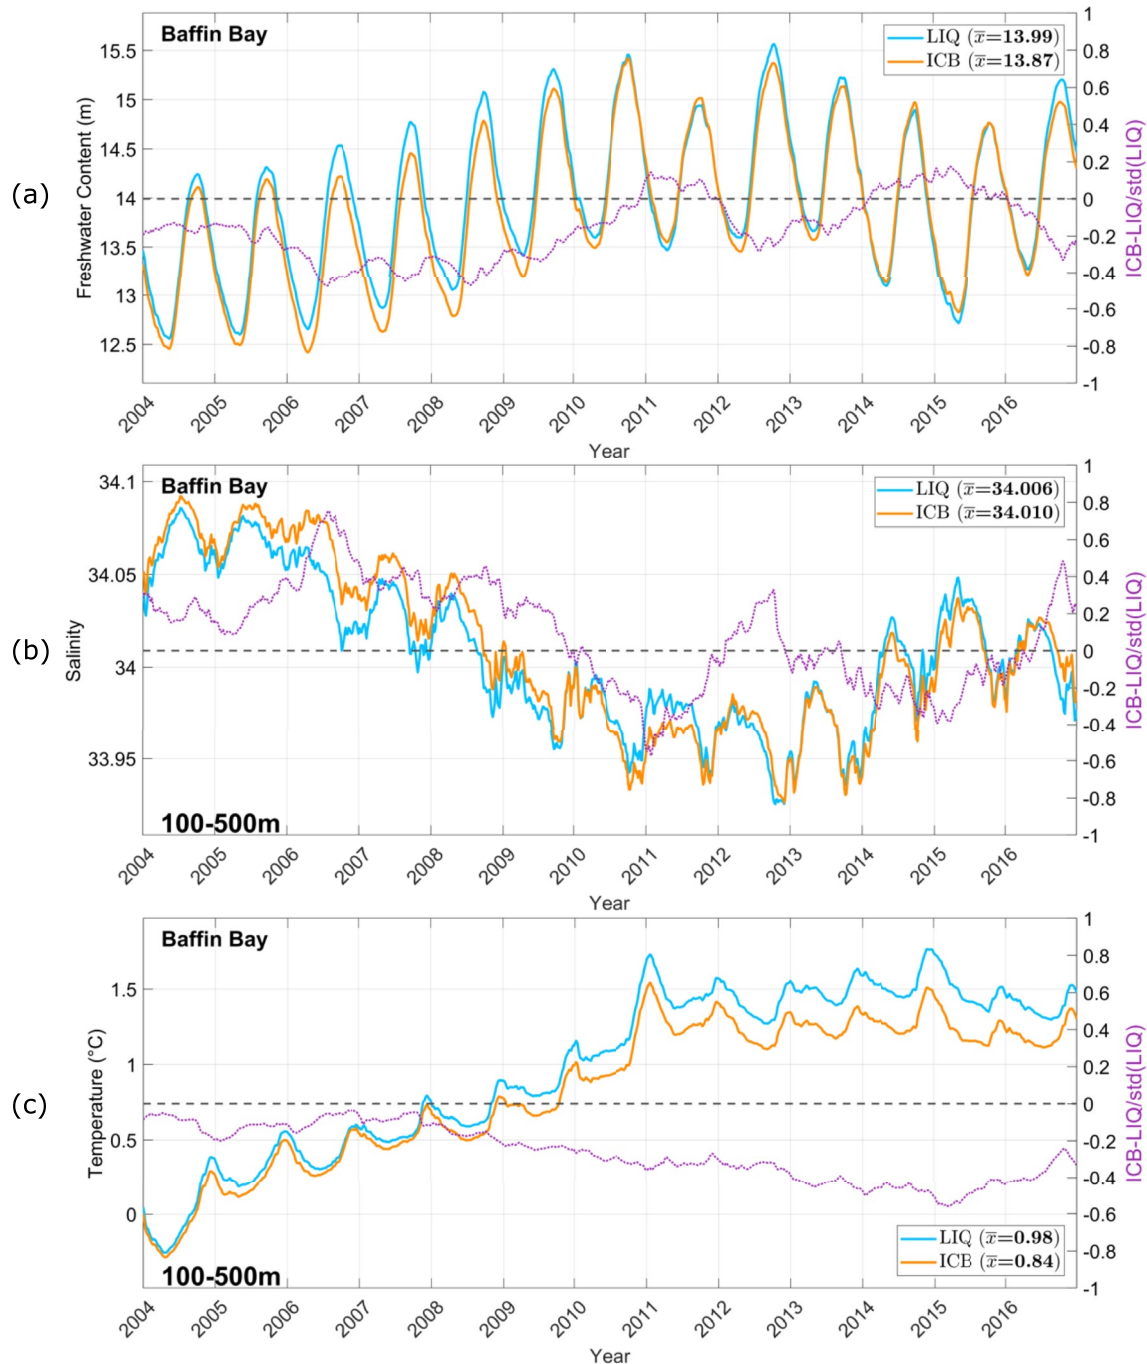 (a)
Baffin Bay
LIQ (x̅=13.99)
ICB (x̅=13.87)
Freshwater Content (m)
15.5
15
14.5
14
13.5
13
12.5
1
0.8
0.6
0.4
0.2
0
-0.2
-0.4
-0.6
-0.8
-1
ICB-LIQ/std(LIQ)
2004 2005 2006 2007 2008 2009 2010 2011 2012 2013 2014 2015 2016
Year
(b)
Baffin Bay
LIQ (x̅=34.006)
ICB (x̅=34.010)
Salinity
34.1
34.05
34
33.95
100-500m
1
0.8
0.6
0.4
0.2
0
-0.2
-0.4
-0.6
-0.8
-1
ICB-LIQ/std(LIQ)
2004 2005 2006 2007 2008 2009 2010 2011 2012 2013 2014 2015 2016
Year
(c)
Baffin Bay
Temperature (°C)
1.5
1
0.5
0
100-500m
LIQ (x̅=0.98)
ICB (x̅=0.84)
1
0.8
0.6
0.4
0.2
0
-0.2
-0.4
-0.6
-0.8
-1
ICB-LIQ/std(LIQ)
2004 2005 2006 2007 2008 2009 2010 2011 2012 2013 2014 2015 2016
Year